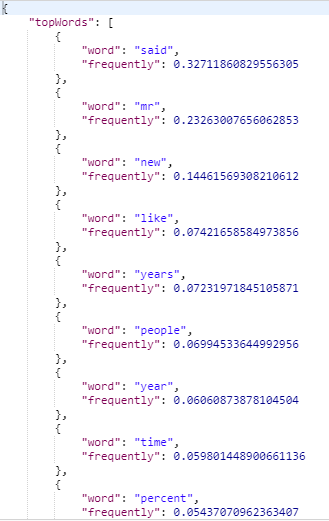 {
    "topWords": [
        {
            "word": "said",
            "frequently": 0.32711860829556305
        },
        {
            "word": "mr",
            "frequently": 0.23263007656062853
        },
        {
            "word": "new",
            "frequently": 0.14461569308210612
        },
        {
            "word": "like",
            "frequently": 0.07421658584973856
        },
        {
            "word": "years",
            "frequently": 0.07231971845105871
        },
        {
            "word": "people",
            "frequently": 0.06994533644992956
        },
        {
            "word": "year",
            "frequently": 0.06060873878104504
        },
        {
            "word": "time",
            "frequently": 0.059801448900661136
        },
        {
            "word": "percent",
            "frequently": 0.05437070962363407